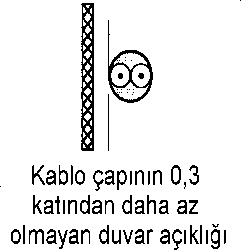 Kablo çapının 0,3
katından daha az
olmayan duvar açıklığı